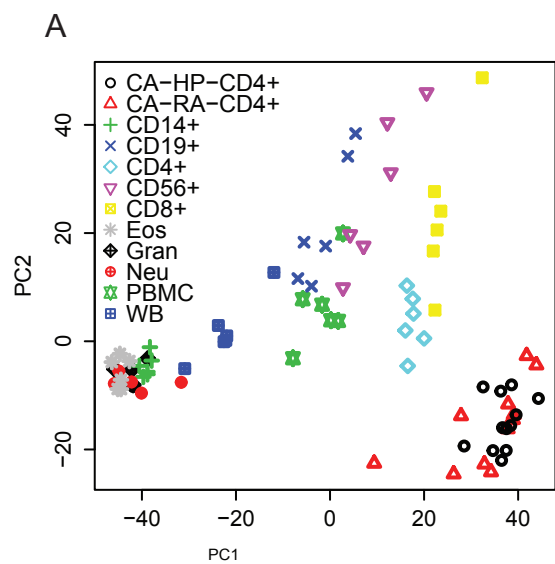 A
CA−HP−CD4+
CA−RA−CD4+
CD14+
CD19+
CD4+
CD56+
CD8+
Eos
Gran
Neu
PBMC
WB
PC2
40
20
0
−20
−40
−20
0
20
40
PC1